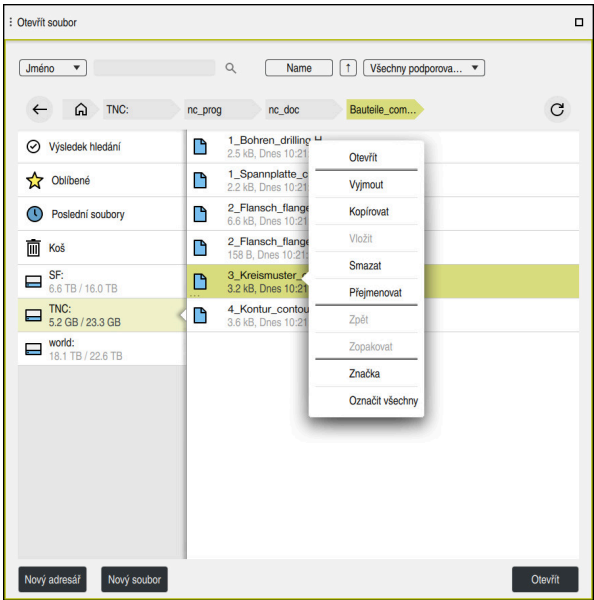 Otevřít soubor
Jméno
Name
Všechny podporova...
TNC:
nc_prog
nc_doc
Bauteile_com...
Výsledek hledání
Oblíbené
Poslední soubory
Koš
SF:
6.6 TB / 16.0 TB
TNC:
5.2 GB / 23.3 GB
world:
18.1 TB / 22.6 TB
1_Bohren_drilling.H
2.5 kB, Dnes 10:21
1_Spannplatte_c
2.2 kB, Dnes 10:21
2_Flansch_flange
6.6 kB, Dnes 10:21
2_Flansch_flange
158 B, Dnes 10:21:
3_Kreismuster_
3.2 kB, Dnes 10:21
4_Kontur_contou
3.6 kB, Dnes 10:21
Otevřít
Vyjmout
Kopírovat
Vložit
Smazat
Přejmenovat
Zpět
Zopakovat
Značka
Označit všechny
Nový adresář
Nový soubor
Otevřít